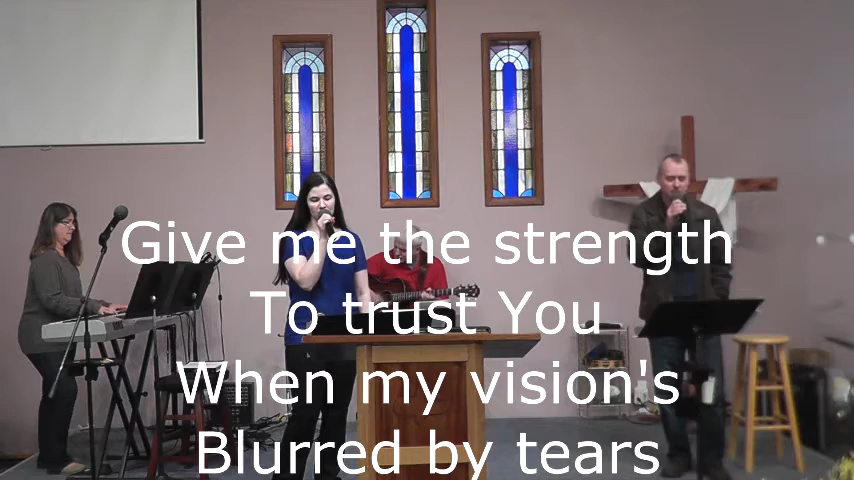 Give me the strength
To trust You
When my vision's
Blurred by tears